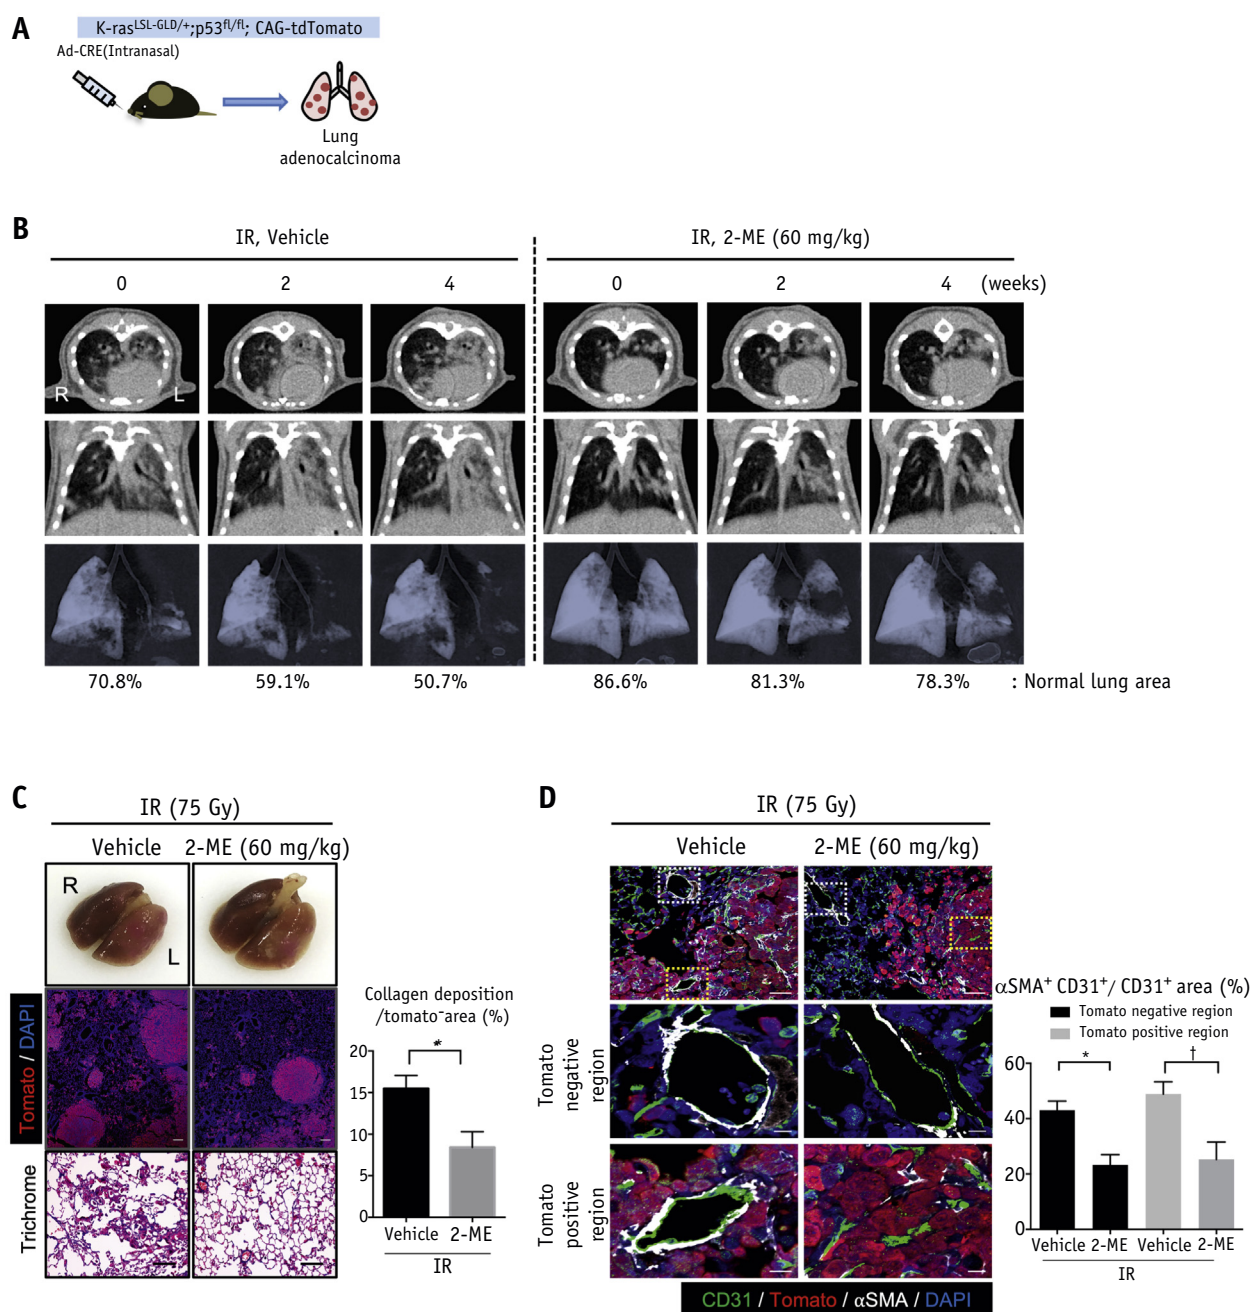 A
K-ras^LSL-GLD/+;p53^fl/fl; CAG-tdTomato
Ad-CRE(Intranasal)
Lung
adenocalcinoma
B
IR, Vehicle
IR, 2-ME (60 mg/kg)
0 2 4 0 2 4 (weeks)
R L
70.8% 59.1% 50.7% 86.6% 81.3% 78.3% : Normal lung area
C
IR (75 Gy)
Vehicle 2-ME (60 mg/kg)
R
L
Tomato / DAPI
Trichrome
Collagen deposition
/tomato⁻area (%)
*
20
15
10
5
0
Vehicle 2-ME
IR
D
IR (75 Gy)
Vehicle 2-ME (60 mg/kg)
Tomato
negative
region
Tomato
positive
region
CD31 / Tomato / αSMA / DAPI
αSMA⁺ CD31⁺/ CD31⁺ area (%)
Tomato negative region
Tomato positive region
* †
60
40
20
0
Vehicle 2-ME Vehicle 2-ME
IR